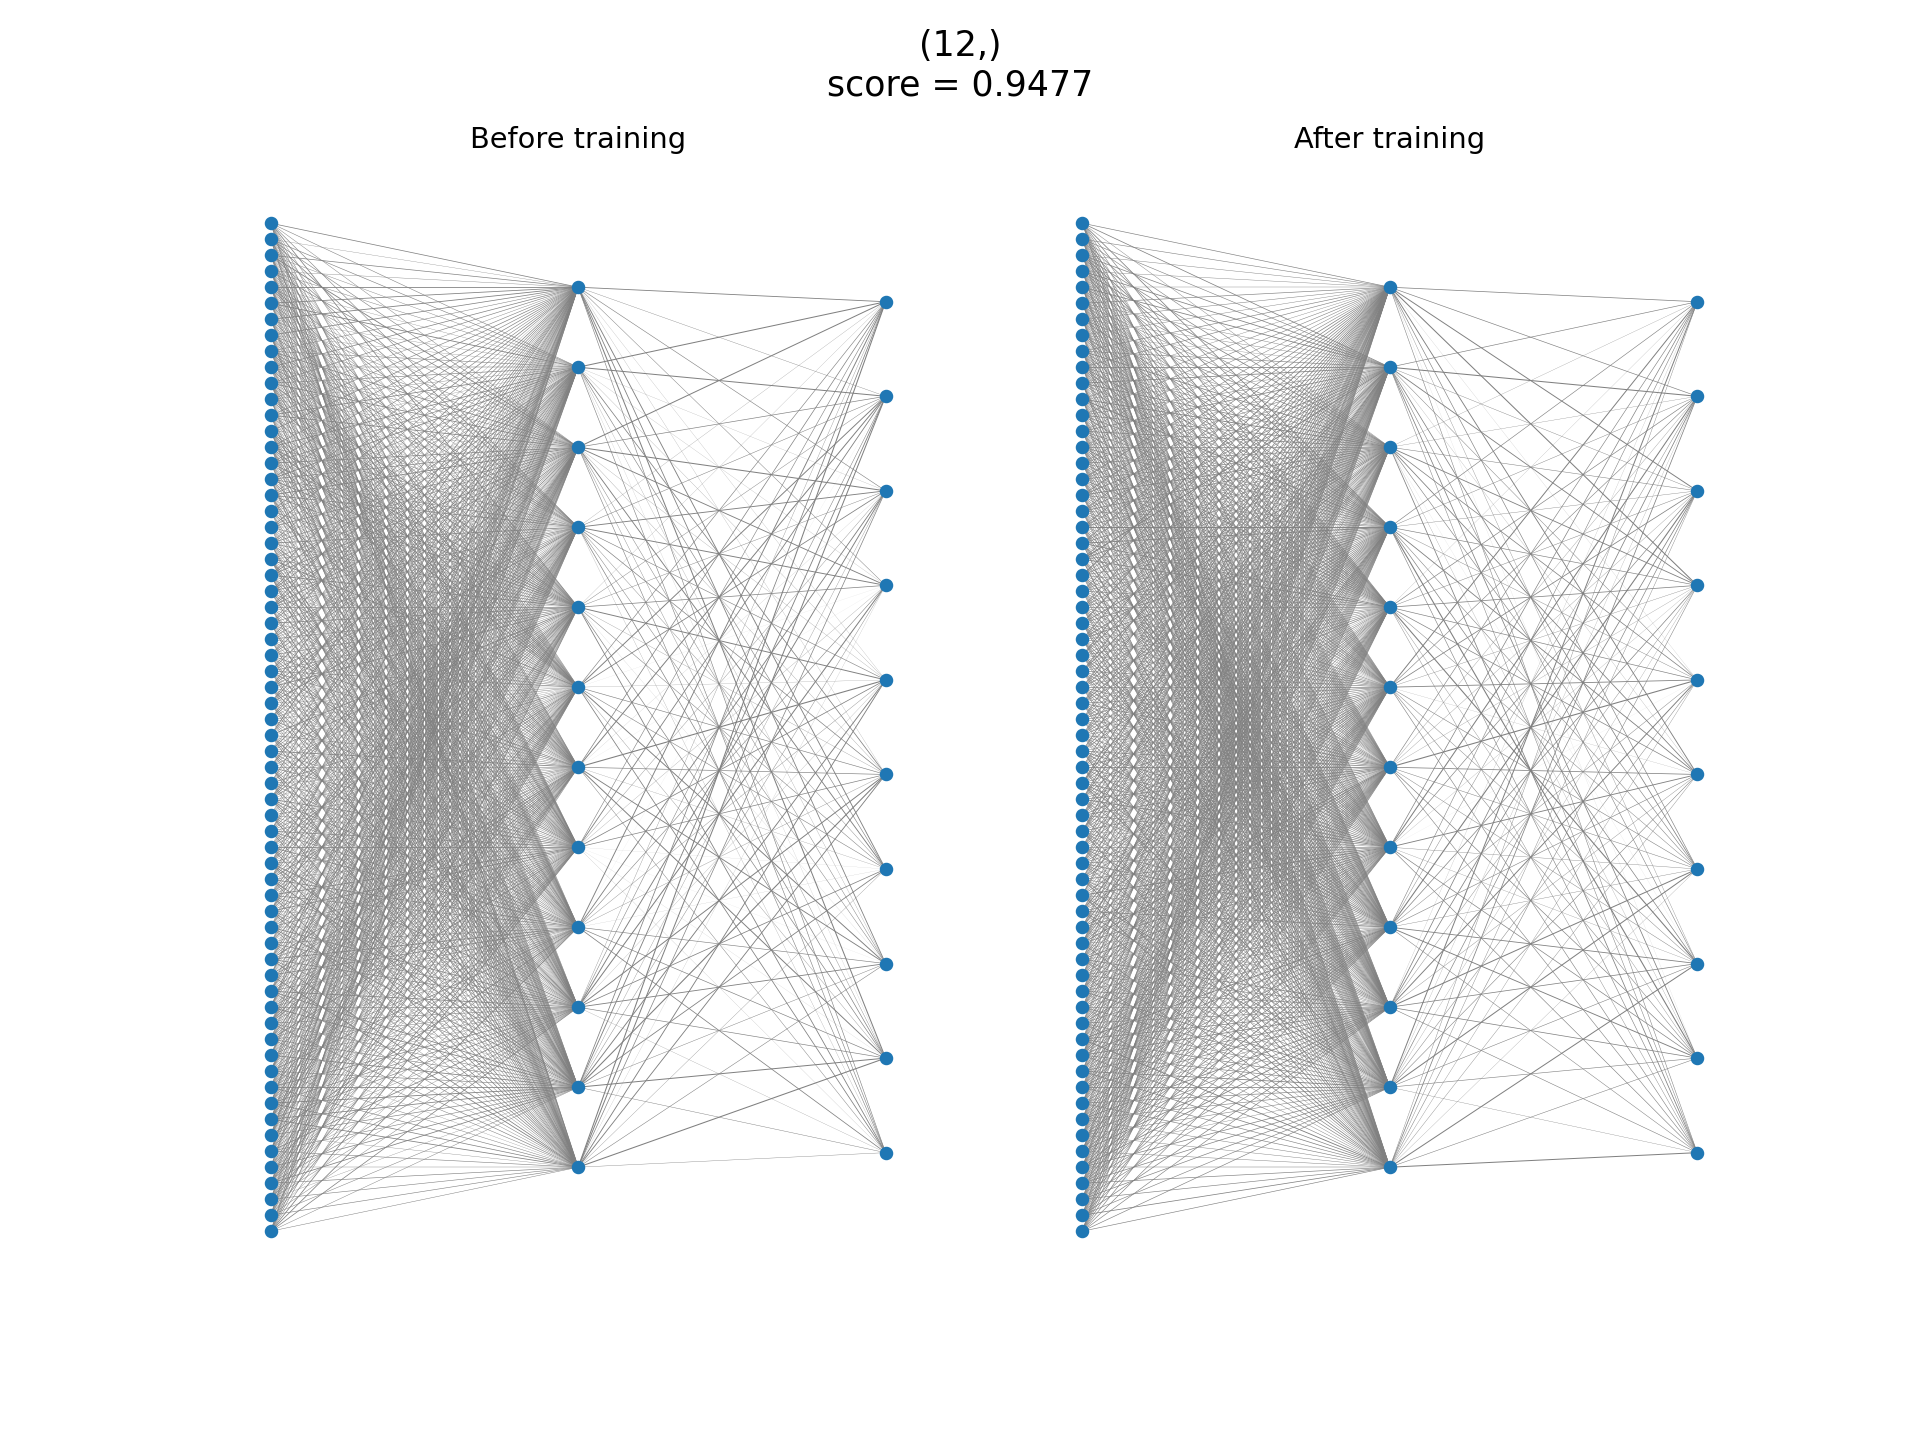 (12,)
score = 0.9477
Before training
After training